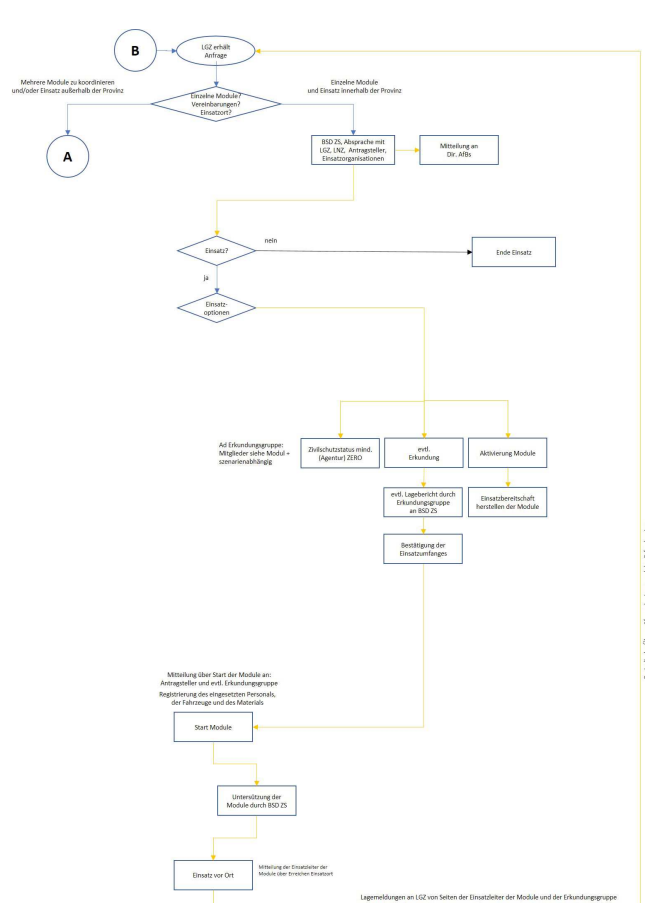 B
LGZ erhält
Anfrage
Mehrere Module zu koordinieren
und/oder Einsatz außerhalb der Provinz
Einzelne Module
und Einsatz innerhalb der Provinz
Einzelne Module?
Vereinbarungen?
Einsatzort?
A
BSD ZS, Absprache mit
LGZ, LNZ, Antragsteller,
Einsatzorganisationen
Mitteilung an
Dir. AfBs
Einsatz?
nein
Ende Einsatz
ja
Einsatz-
optionen
Ad Erkundungsgruppe:
Mitglieder siehe Modul +
szenarienabhängig
Zivilschutzstatus mind.
(Agentur) ZERO
evtl.
Erkundung
Aktivierung Module
evtl. Lagebericht durch
Erkundungsgruppe
an BSD ZS
Einsatzbereitschaft
herstellen der Module
Bestätigung der
Einsatzumfanges
Mitteilung über Start der Module an:
Antragsteller und evtl. Erkundungsgruppe
Registrierung des eingesetzten Personals,
der Fahrzeuge und des Materials
Start Module
Untersützung der
Module durch BSD ZS
Einsatz vor Ort
Mitteilung der Einsatzleiter der
Module über Erreichen Einsatzort
Lagemeldungen an LGZ von Seiten der Einsatzleiter der Module und der Erkundungsgruppe